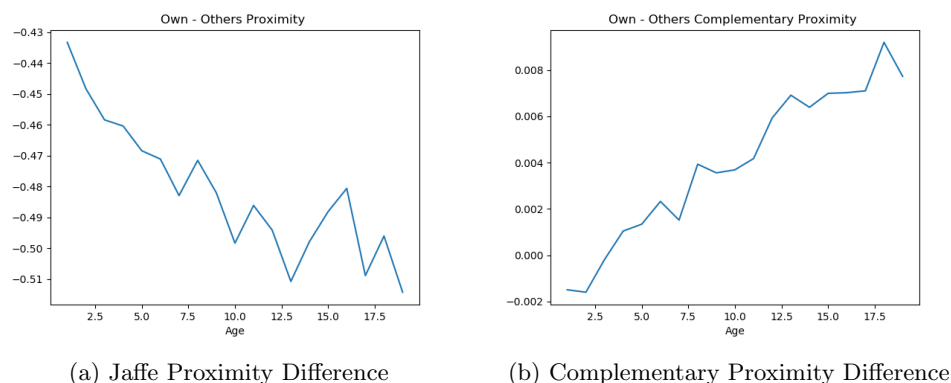 Own - Others Proximity
−0.43
−0.44
−0.45
−0.46
−0.47
−0.48
−0.49
−0.50
−0.51
2.5 5.0 7.5 10.0 12.5 15.0 17.5
Age
(a) Jaffe Proximity Difference
Own - Others Complementary Proximity
0.008
0.006
0.004
0.002
0.000
−0.002
2.5 5.0 7.5 10.0 12.5 15.0 17.5
Age
(b) Complementary Proximity Difference